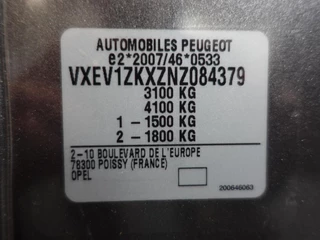 AUTOMOBILES PEUGEOT
e2*2007/46*0533
VXEV1ZKXZNZ084379
3100 KG
4100 KG
1 - 1500 KG
2 - 1800 KG
2-10 BOULEVARD DE L'EUROPE
78300 POISSY (FRANCE)
OPEL
200646063